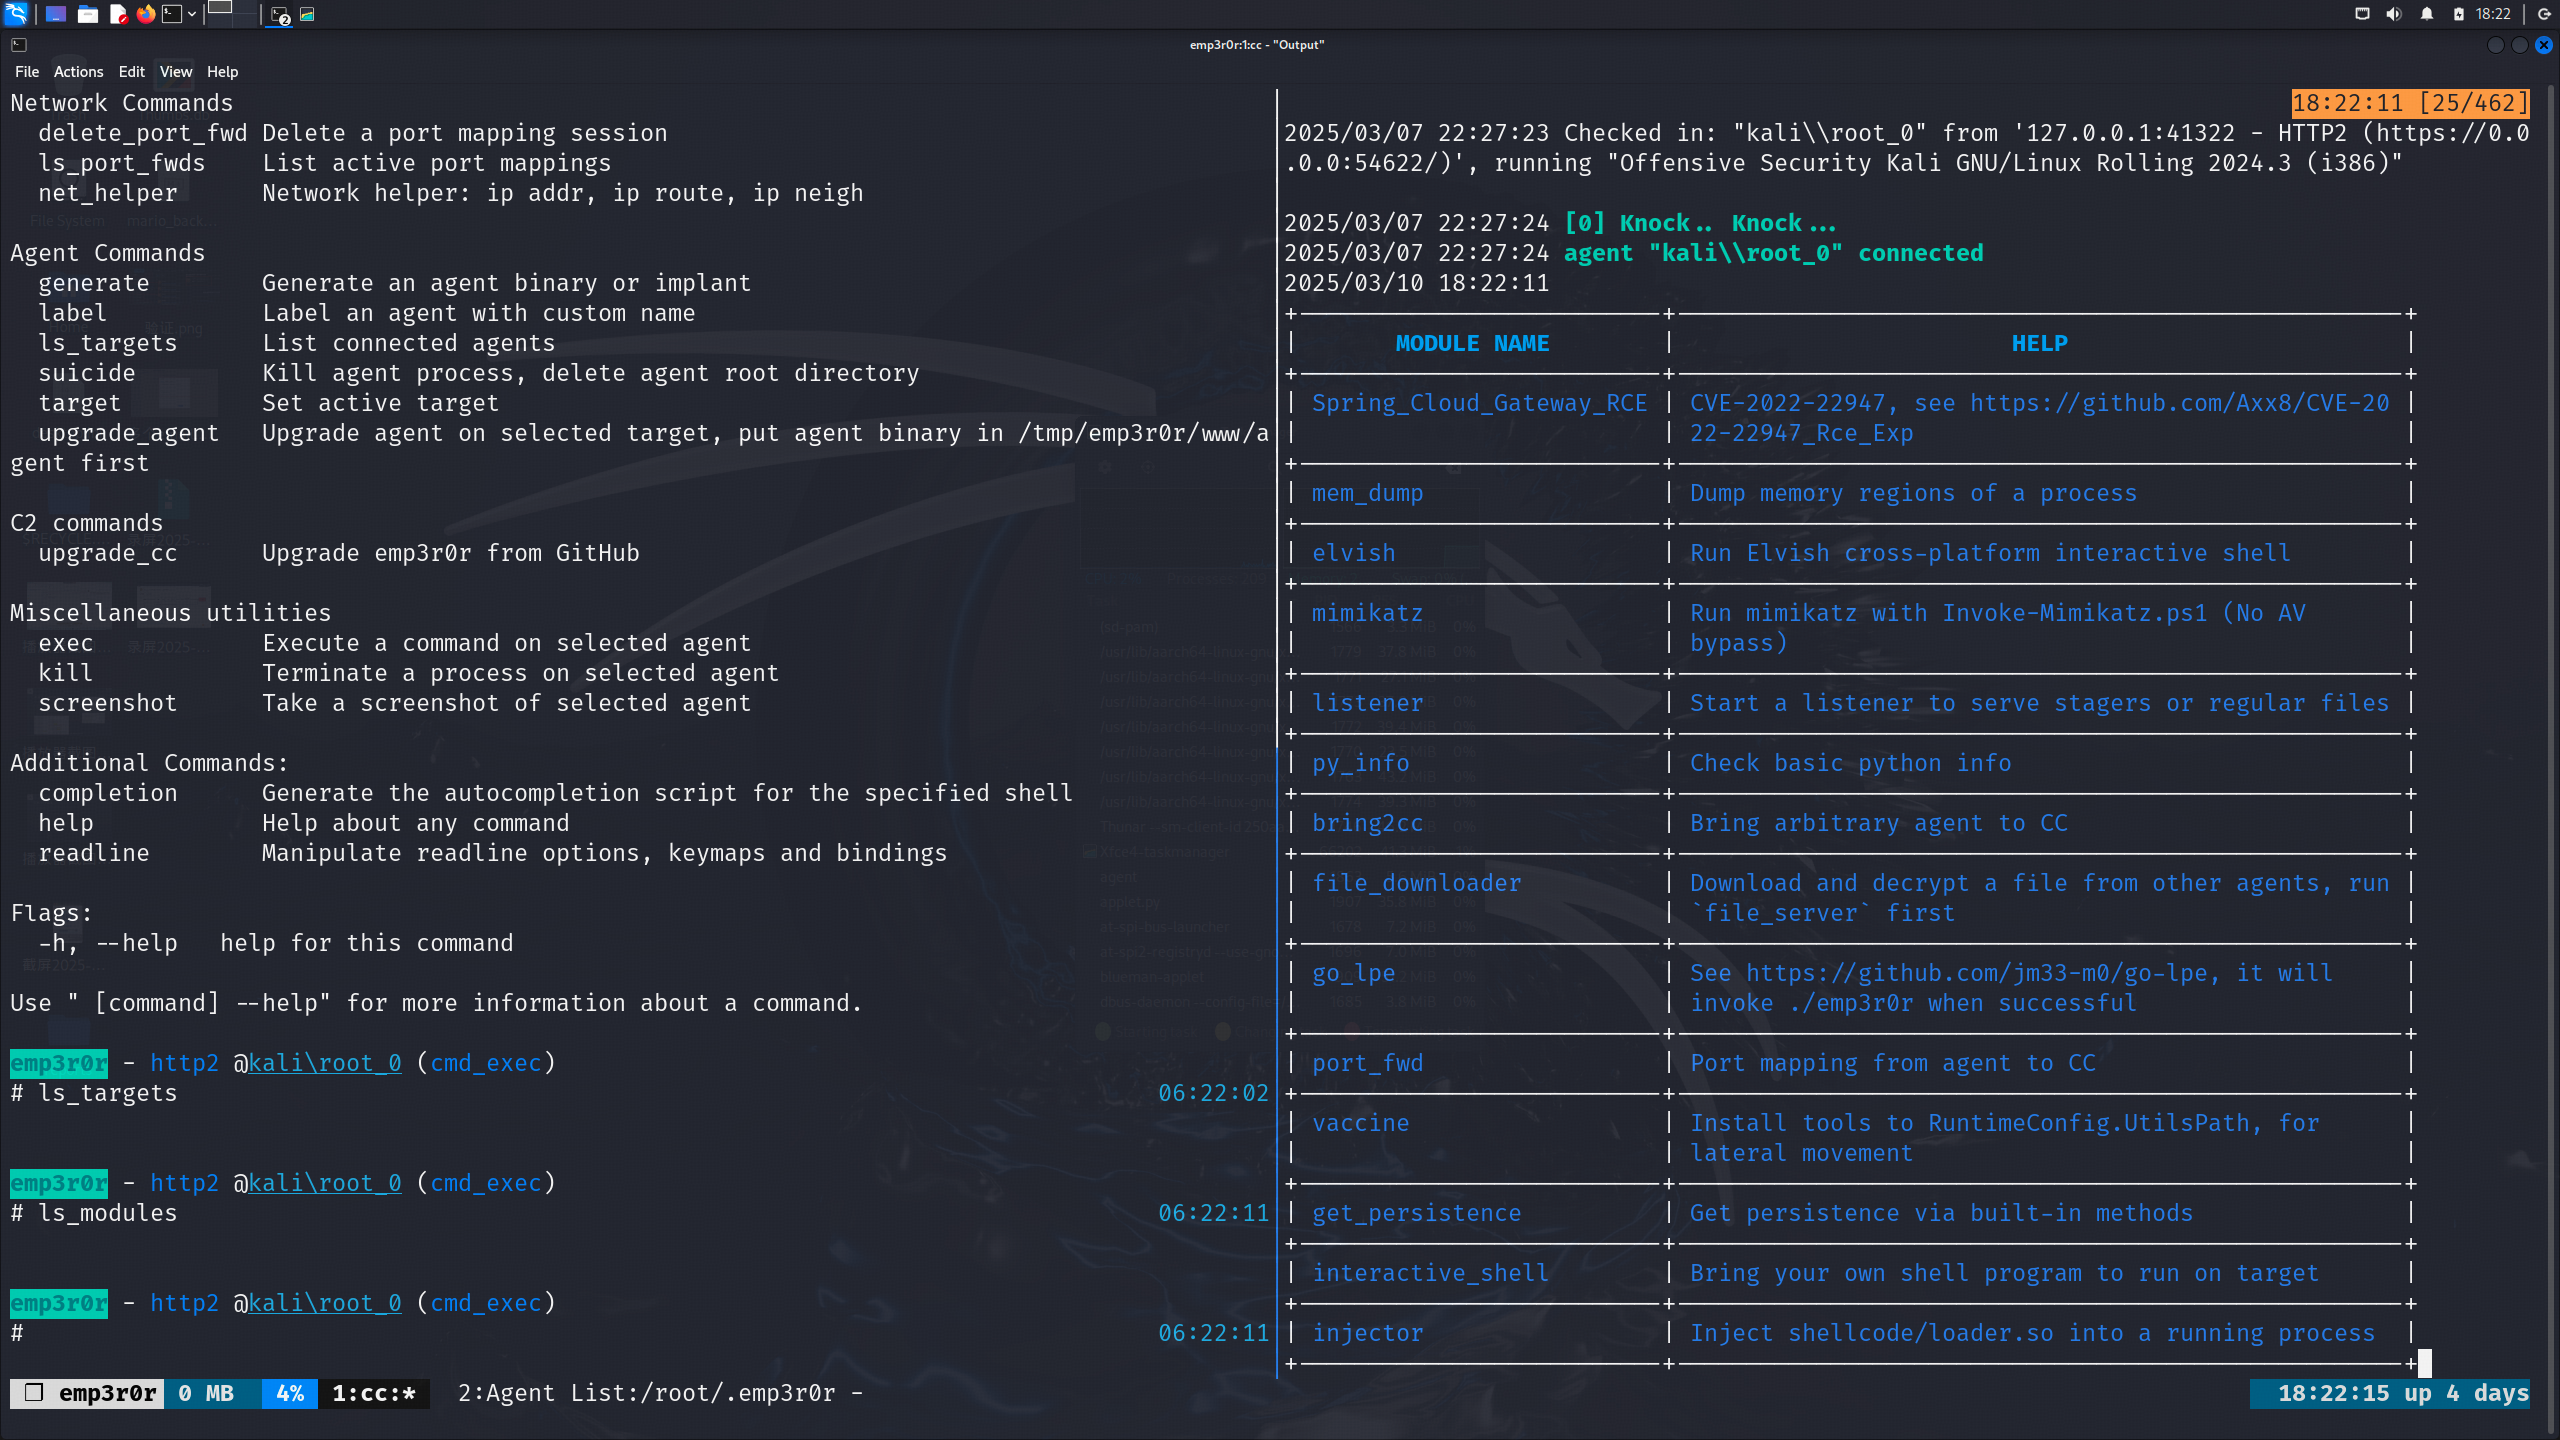 2
18:22
emp3r0r:1:cc - "Output"
File Actions Edit View Help
Network Commands
delete_port_fwd Delete a port mapping session
ls_port_fwds List active port mappings
net_helper Network helper: ip addr, ip route, ip neigh
Agent Commands
generate Generate an agent binary or implant
label Label an agent with custom name
ls_targets List connected agents
suicide Kill agent process, delete agent root directory
target Set active target
upgrade_agent Upgrade agent on selected target, put agent binary in /tmp/emp3r0r/www/a
gent first
C2 commands
upgrade_cc Upgrade emp3r0r from GitHub
Miscellaneous utilities
exec Execute a command on selected agent
kill Terminate a process on selected agent
screenshot Take a screenshot of selected agent
Additional Commands:
completion Generate the autocompletion script for the specified shell
help Help about any command
readline Manipulate readline options, keymaps and bindings
Flags:
-h, --help help for this command
Use " [command] --help" for more information about a command.
emp3r0r - http2 @kali\root_0 (cmd_exec)
# ls_targets 06:22:02
emp3r0r - http2 @kali\root_0 (cmd_exec)
# ls_modules 06:22:11
emp3r0r - http2 @kali\root_0 (cmd_exec)
# 06:22:11
18:22:11 [25/462]
2025/03/07 22:27:23 Checked in: "kali\\root_0" from '127.0.0.1:41322 - HTTP2 (https://0.0
.0.0:54622/)', running "Offensive Security Kali GNU/Linux Rolling 2024.3 (i386)"
2025/03/07 22:27:24 [0] Knock.. Knock...
2025/03/07 22:27:24 agent "kali\\root_0" connected
2025/03/10 18:22:11
MODULE NAME | HELP
Spring_Cloud_Gateway_RCE | CVE-2022-22947, see https://github.com/Axx8/CVE-20
22-22947_Rce_Exp
mem_dump | Dump memory regions of a process
elvish | Run Elvish cross-platform interactive shell
mimikatz | Run mimikatz with Invoke-Mimikatz.ps1 (No AV
bypass)
listener | Start a listener to serve stagers or regular files
py_info | Check basic python info
bring2cc | Bring arbitrary agent to CC
file_downloader | Download and decrypt a file from other agents, run
`file_server` first
go_lpe | See https://github.com/jm33-m0/go-lpe, it will
invoke ./emp3r0r when successful
port_fwd | Port mapping from agent to CC
vaccine | Install tools to RuntimeConfig.UtilsPath, for
lateral movement
get_persistence | Get persistence via built-in methods
interactive_shell | Bring your own shell program to run on target
injector | Inject shellcode/loader.so into a running process
emp3r0r 0 MB 4% 1:cc:* 2:Agent List:/root/.emp3r0r - 18:22:15 up 4 days